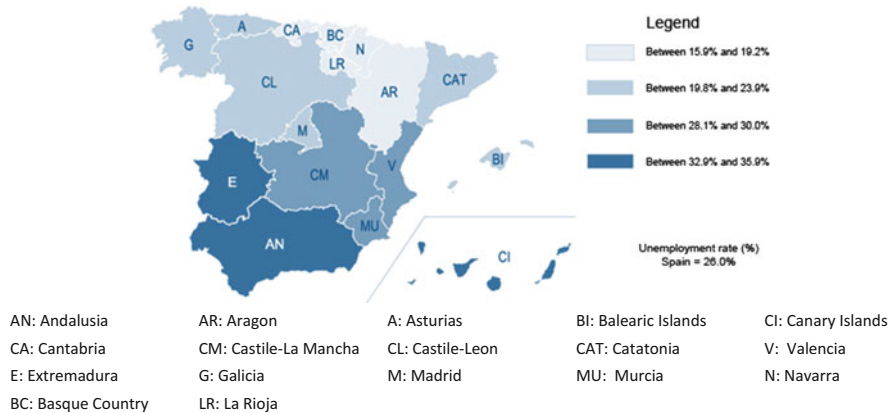 Legend
Between 15.9% and 19.2%
Between 19.8% and 23.9%
Between 28.1% and 30.0%
Between 32.9% and 35.9%
G
A
CA
BC
N
LR
CL
AR
CAT
M
BI
E
CM
V
MU
AN
CI
Unemployment rate (%)
Spain = 26.0%
AN: Andalusia AR: Aragon A: Asturias BI: Balearic Islands CI: Canary Islands
CA: Cantabria CM: Castile-La Mancha CL: Castile-Leon CAT: Catatonia V: Valencia
E: Extremadura G: Galicia M: Madrid MU: Murcia N: Navarra
BC: Basque Country LR: La Rioja